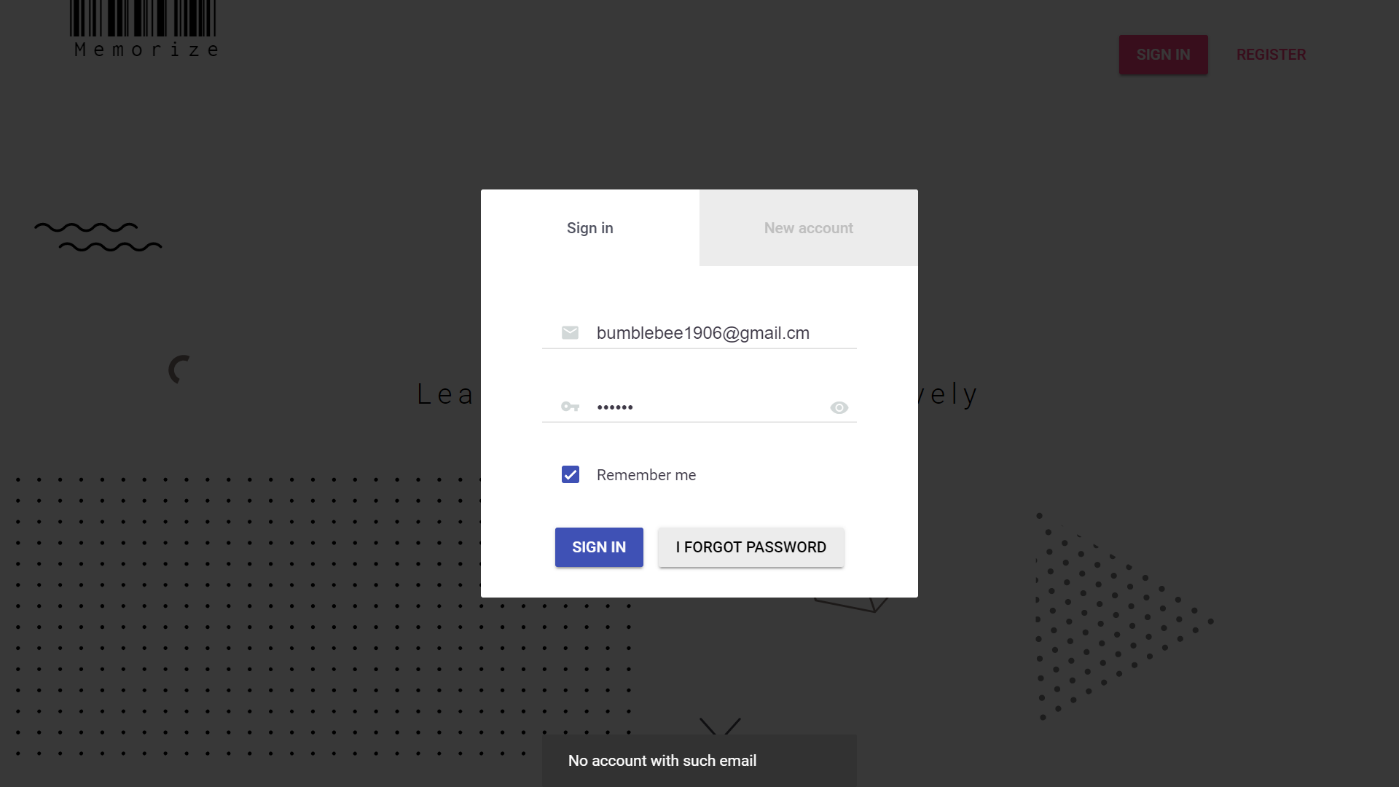 Memorize
SIGN IN
REGISTER
Sign in
New account
bumblebee1906@gmail.cm
••••••
Remember me
SIGN IN
I FORGOT PASSWORD
No account with such email